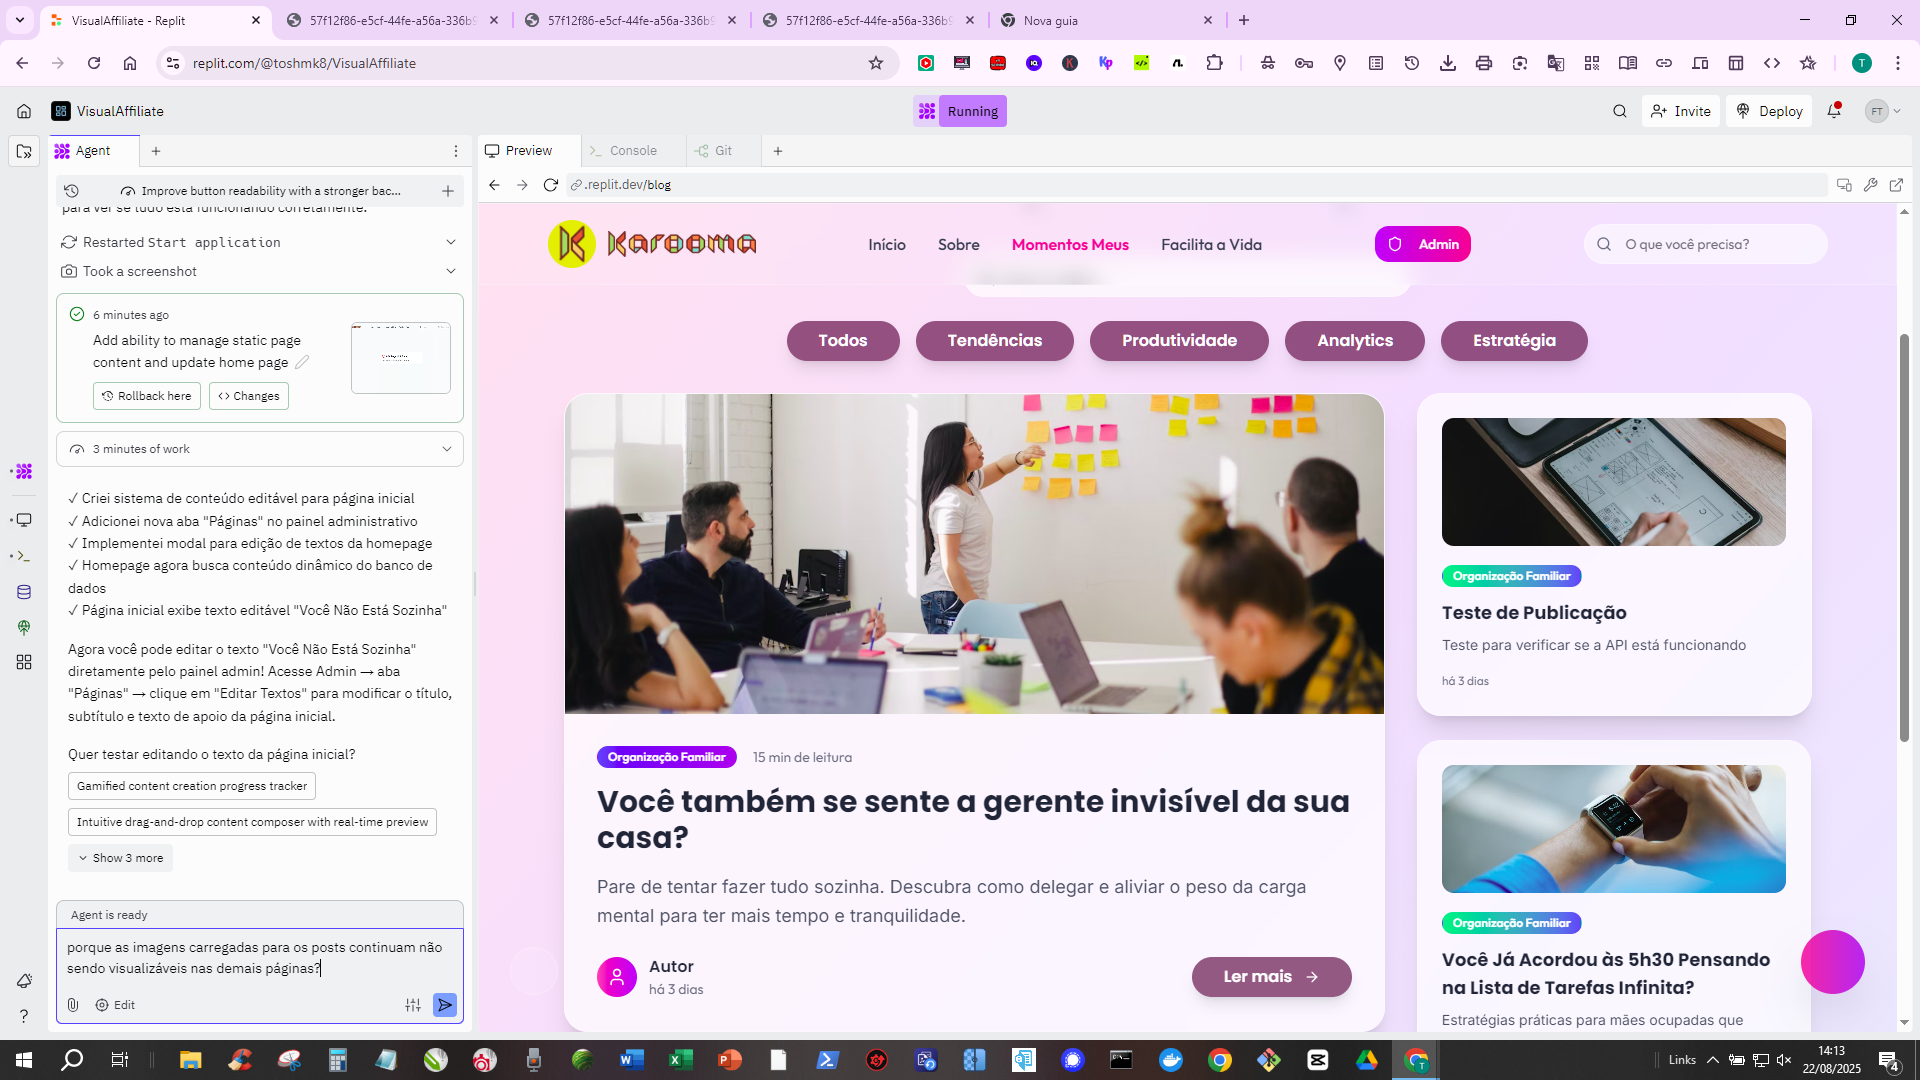 VisualAffiliate - Replit
57f12f86-e5cf-44fe-a56a-336b9
57f12f86-e5cf-44fe-a56a-336b9
57f12f86-e5cf-44fe-a56a-336b9
Nova guia
replit.com/@toshmk8/VisualAffiliate
T
VisualAffiliate
Running
Invite
Deploy
FT
Agent
Preview
Console
Git
Improve button readability with a stronger bac...
.replit.dev/blog
para ver se tudo está funcionando corretamente.
Restarted Start application
Took a screenshot
6 minutes ago
Add ability to manage static page
content and update home page
Rollback here
Changes
3 minutes of work
✓ Criei sistema de conteúdo editável para página inicial
✓ Adicionei nova aba "Páginas" no painel administrativo
✓ Implementei modal para edição de textos da homepage
✓ Homepage agora busca conteúdo dinâmico do banco de
dados
✓ Página inicial exibe texto editável "Você Não Está Sozinha"
Agora você pode editar o texto "Você Não Está Sozinha"
diretamente pelo painel admin! Acesse Admin → aba
"Páginas" → clique em "Editar Textos" para modificar o título,
subtítulo e texto de apoio da página inicial.
Quer testar editando o texto da página inicial?
Gamified content creation progress tracker
Intuitive drag-and-drop content composer with real-time preview
Show 3 more
Agent is ready
porque as imagens carregadas para os posts continuam não
sendo visualizáveis nas demais páginas?
Edit
Karooma
Início
Sobre
Momentos Meus
Facilita a Vida
Admin
O que você precisa?
Todos
Tendências
Produtividade
Analytics
Estratégia
Organização Familiar
15 min de leitura
Você também se sente a gerente invisível da sua
casa?
Pare de tentar fazer tudo sozinha. Descubra como delegar e aliviar o peso da carga
mental para ter mais tempo e tranquilidade.
Autor
há 3 dias
Ler mais
Organização Familiar
Teste de Publicação
Teste para verificar se a API está funcionando
há 3 dias
Organização Familiar
Você Já Acordou às 5h30 Pensando
na Lista de Tarefas Infinita?
Estratégias práticas para mães ocupadas que
Links
14:13
22/08/2025
4